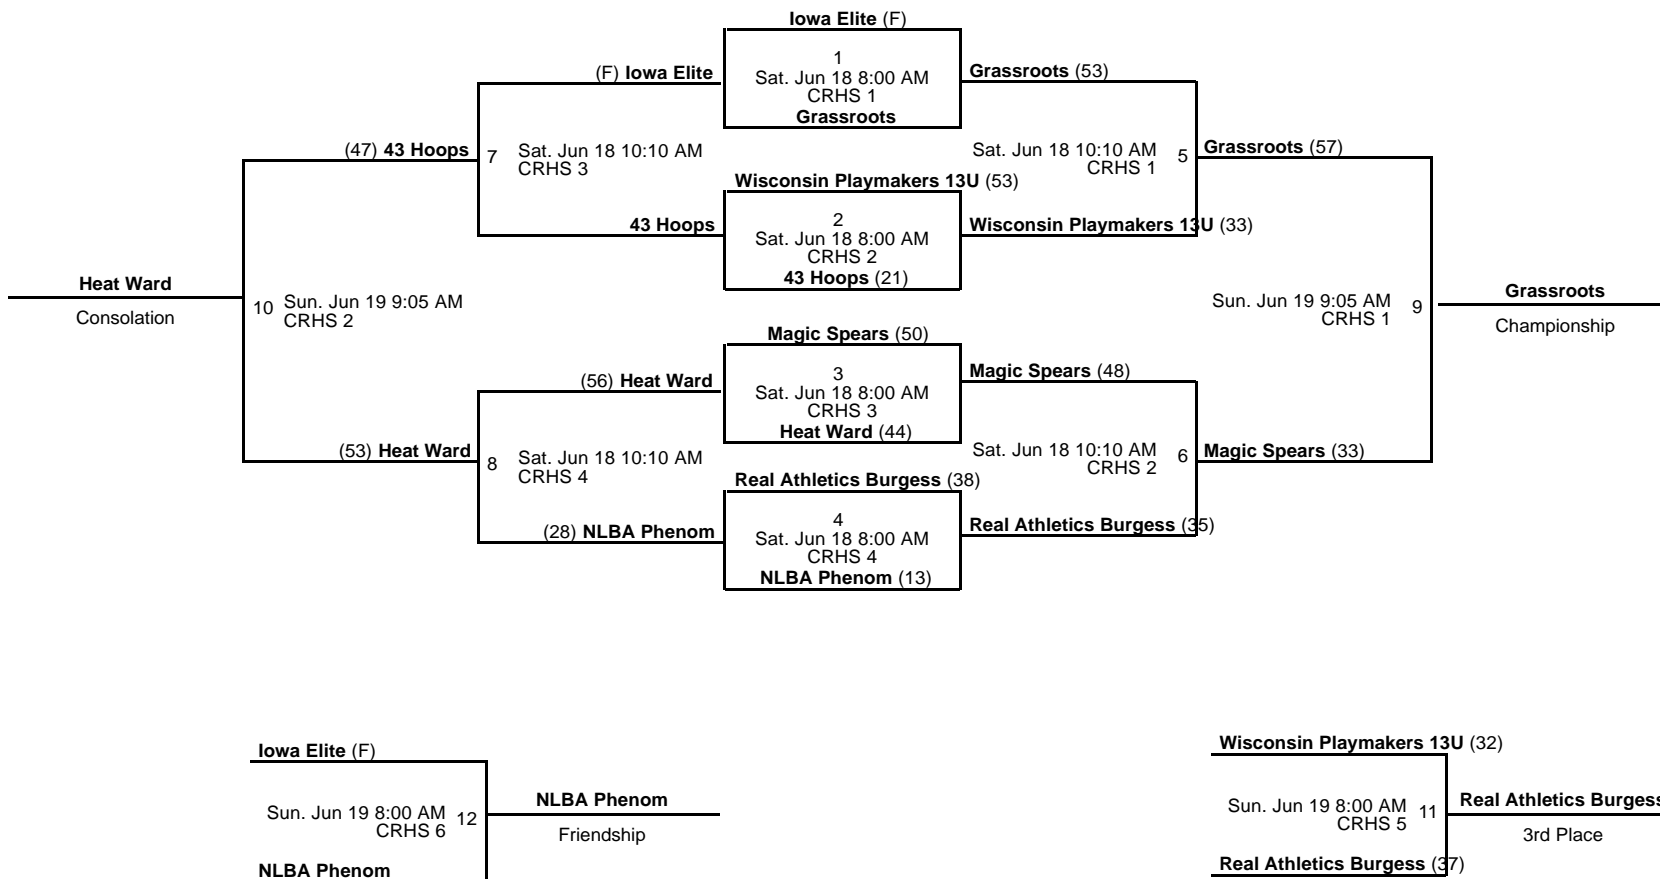 Iowa Elite (F)
1
Sat. Jun 18 8:00 AM
CRHS 1
Grassroots
(F) Iowa Elite
Grassroots (53)
(47) 43 Hoops
7
Sat. Jun 18 10:10 AM
CRHS 3
Sat. Jun 18 10:10 AM
CRHS 1
5
Grassroots (57)
Wisconsin Playmakers 13U (53)
2
Sat. Jun 18 8:00 AM
CRHS 2
43 Hoops (21)
43 Hoops
Wisconsin Playmakers 13U (33)
Heat Ward
Consolation
10
Sun. Jun 19 9:05 AM
CRHS 2
Sun. Jun 19 9:05 AM
CRHS 1
9
Grassroots
Championship
Magic Spears (50)
3
Sat. Jun 18 8:00 AM
CRHS 3
Heat Ward (44)
(56) Heat Ward
Magic Spears (48)
(53) Heat Ward
8
Sat. Jun 18 10:10 AM
CRHS 4
Sat. Jun 18 10:10 AM
CRHS 2
6
Magic Spears (33)
Real Athletics Burgess (38)
4
Sat. Jun 18 8:00 AM
CRHS 4
NLBA Phenom (13)
(28) NLBA Phenom
Real Athletics Burgess (35)
Iowa Elite (F)
Sun. Jun 19 8:00 AM
CRHS 6
12
NLBA Phenom
Friendship
NLBA Phenom
Wisconsin Playmakers 13U (32)
Sun. Jun 19 8:00 AM
CRHS 5
11
Real Athletics Burgess
3rd Place
Real Athletics Burgess (37)